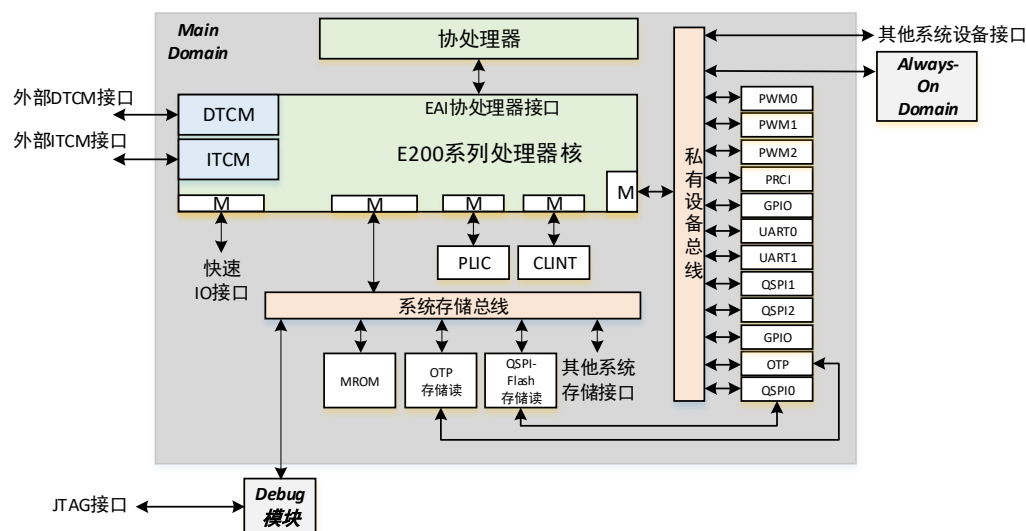 Main
Domain
协处理器
其他系统设备接口
Always-
On
Domain
外部DTCM接口
外部ITCM接口
DTCM
ITCM
EAI协处理器接口
E200系列处理器核
M
M
M
M
M
快速
IO接口
PLIC
CLINT
私有设备总线
PWM0
PWM1
PWM2
PRCI
GPIO
UART0
UART1
QSPI1
QSPI2
GPIO
OTP
QSPI0
系统存储总线
MROM
OTP
存储读
QSPI-
Flash
存储读
其他系统
存储接口
JTAG接口
Debug
模块